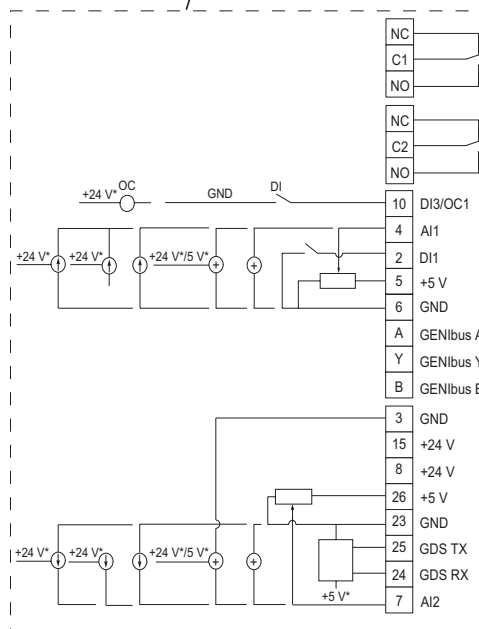 NC
C1
NO
NC
C2
NO
+24 V* OC GND DI 10 DI3/OC1
4 AI1
+24 V* +24 V* +24 V*/5 V* 2 DI1
5 +5 V
6 GND
A GENIbus A
Y GENIbus Y
B GENIbus B
3 GND
15 +24 V
8 +24 V
26 +5 V
23 GND
+24 V* +24 V* +24 V*/5 V* 25 GDS TX
24 GDS RX
+5 V* 7 AI2